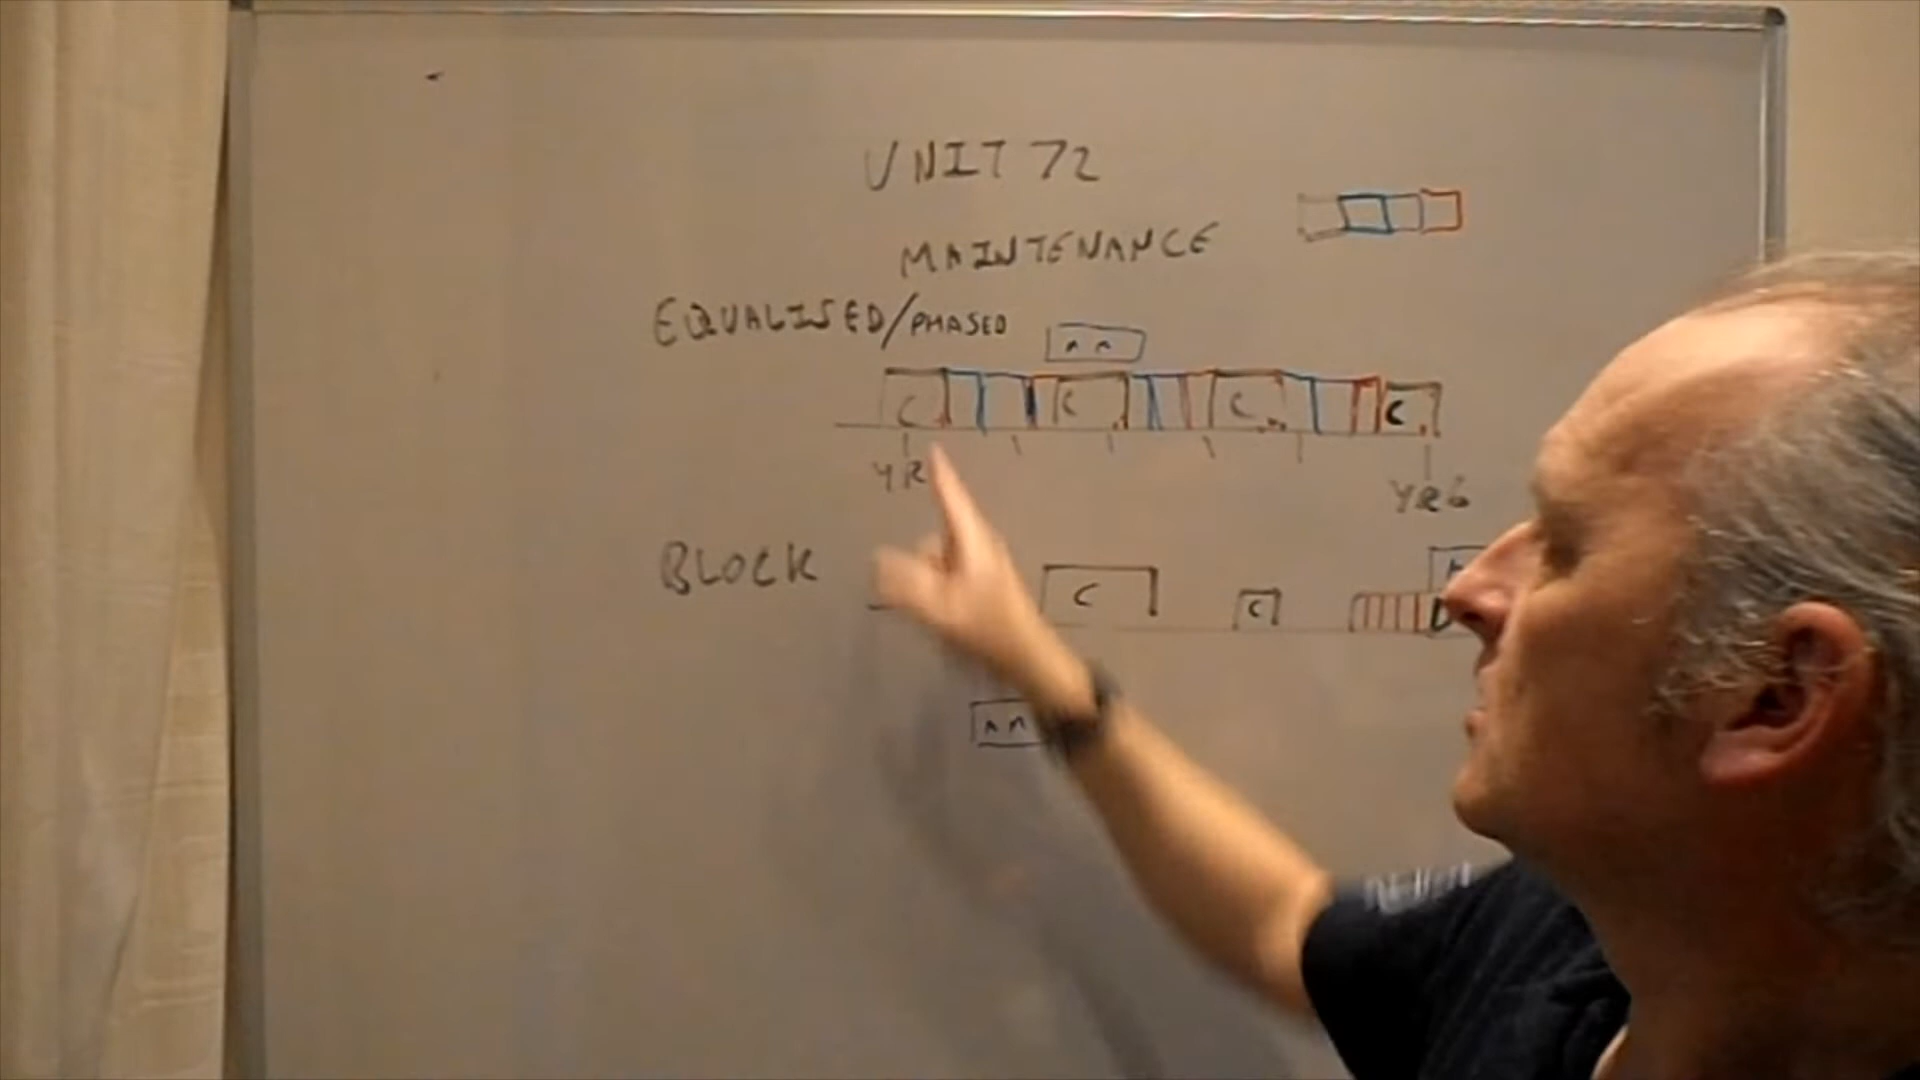 UNIT 72
MAINTENANCE
EQUALISED/PHASED
C C C C
YR YR6
BLOCK
C C